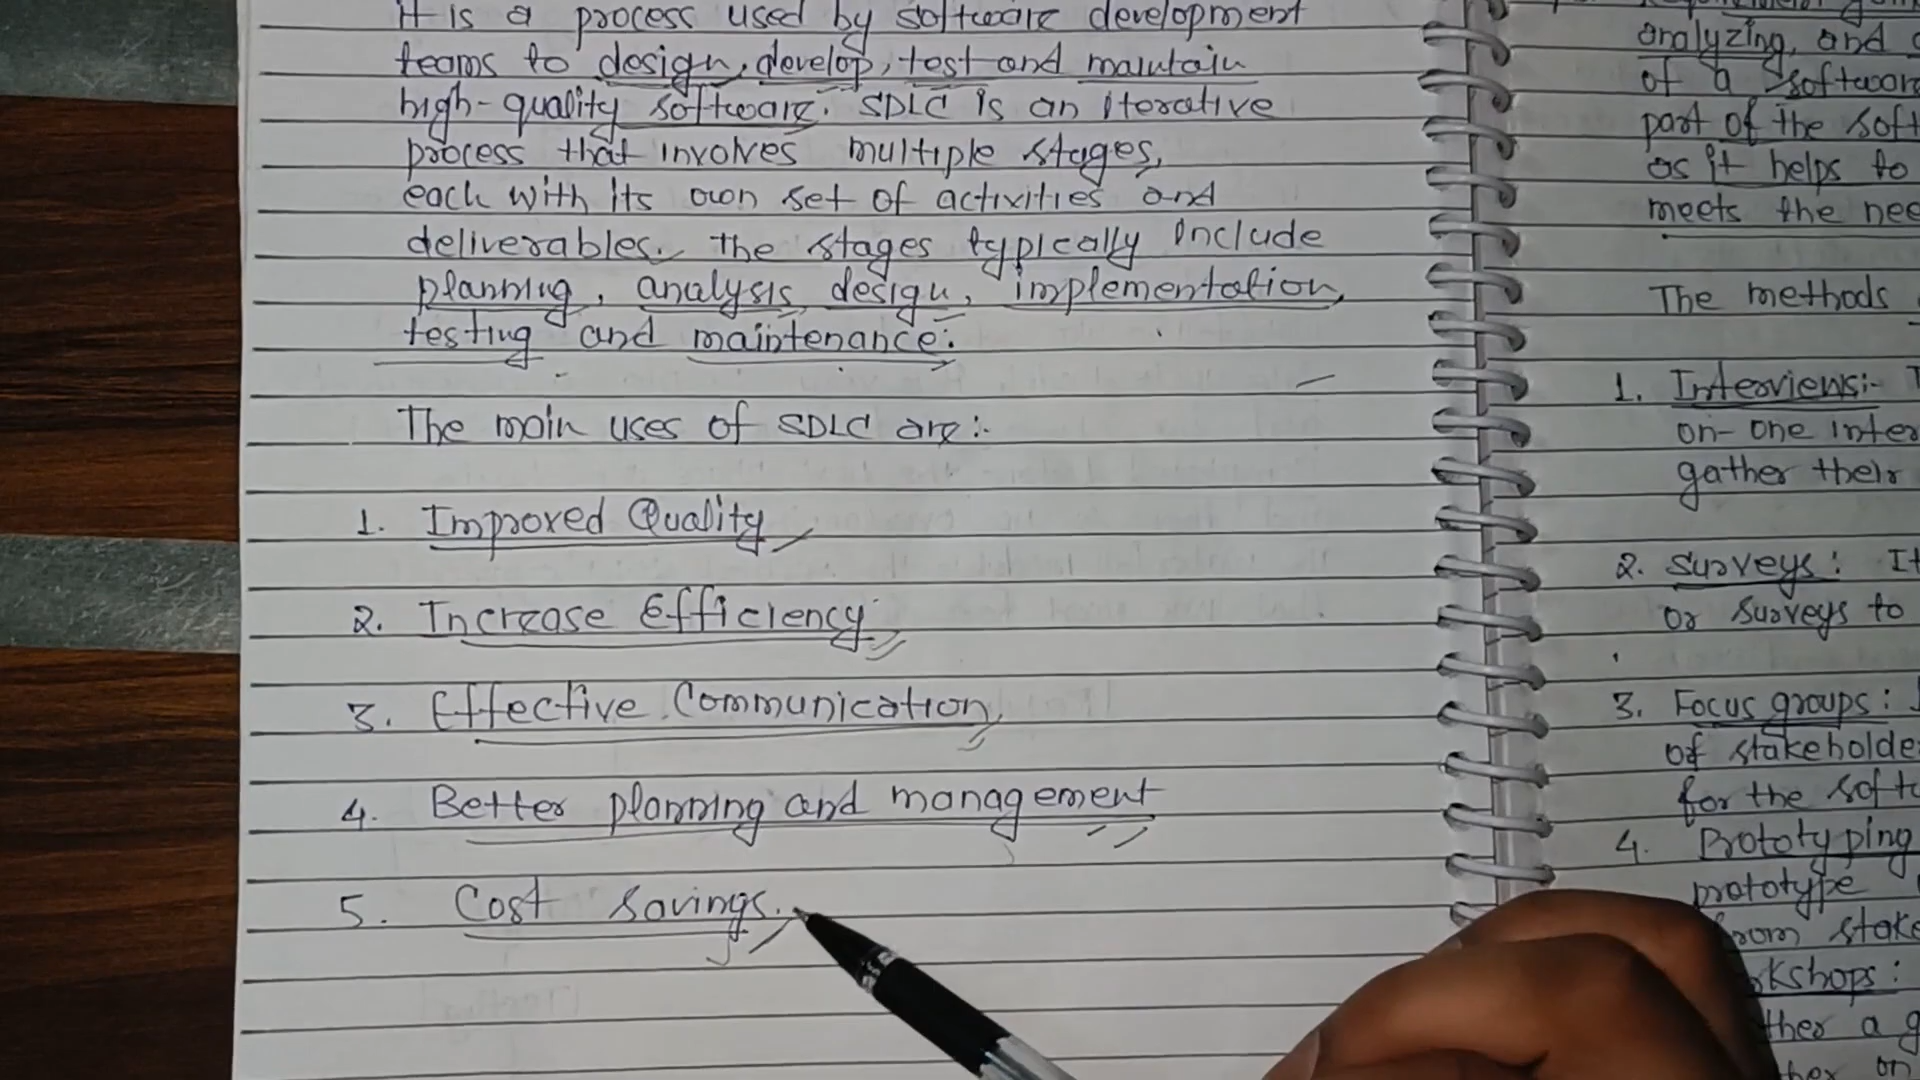 it is a process used by software development
teams to design, develop, test and maintain
high-quality software. SDLC is an iterative
process that involves multiple stages,
each with its own set of activities and
deliverables. The stages typically include
planning, analysis, design, implementation,
testing and maintenance.
The main uses of SDLC are:-
1. Improved Quality
2. Increase Efficiency
3. Effective Communication
4. Better planning and management
5. Cost savings.
analyzing, and
of a software
part of the soft
as it helps to
meets the nee
The methods
1. Interviews:-
on-one inter
gather their
2. Surveys: It
or surveys to
3. Focus groups:
of stakeholde
for the softw
4. Prototyping
prototype
from stake
kshops:
ther a g
her on